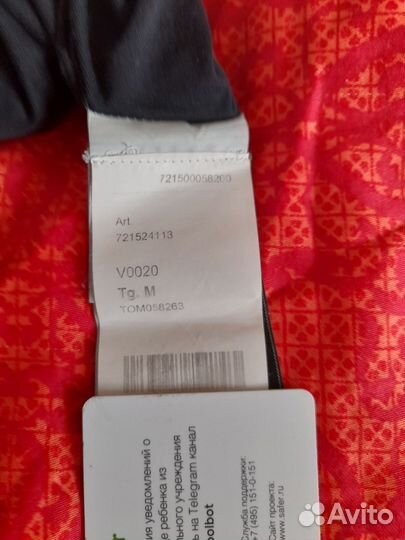 721500058200
Art
721524113
V0020
Tg. M
TOM058263
ия уведомлений о
це ребенка из
льного учреждения
ь на Telegram канал
olbot
Служба поддержки:
+7 (495) 151-0-151
Сайт проекта:
www.safer.ru
Avito